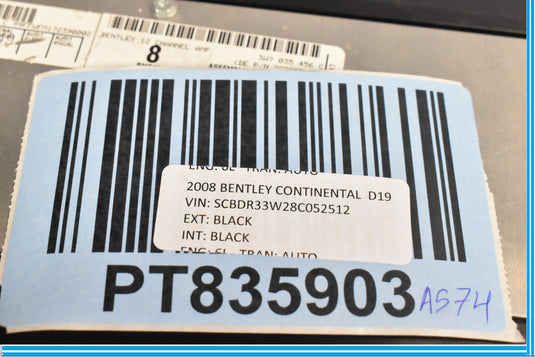 BENTLEY 12 CHANNEL AMP
8
3W7 035 456 C
ENG: 6L - TRAN: AUTO
2008 BENTLEY CONTINENTAL D19
VIN: SCBDR33W28C052512
EXT: BLACK
INT: BLACK
ENG: 6L - TRAN: AUTO
PT835903 AS74